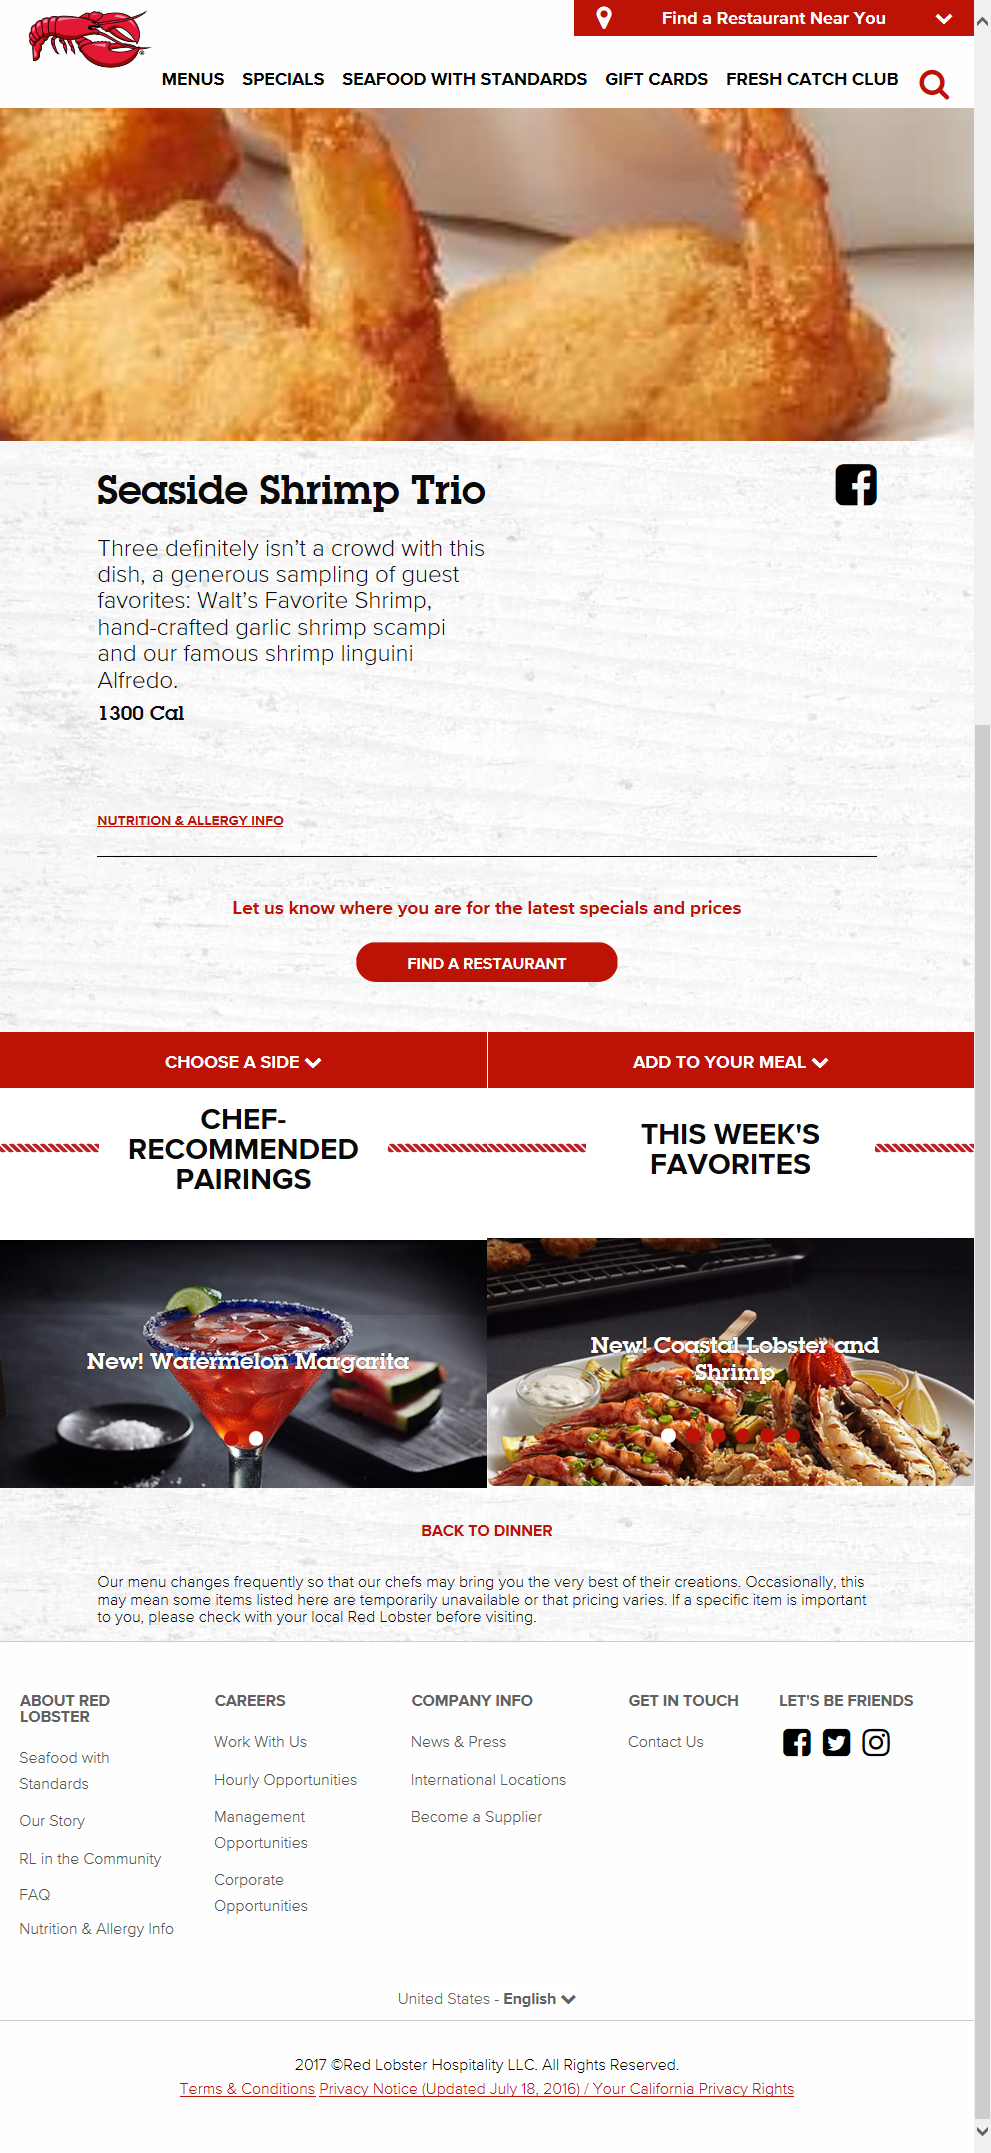 Find a Restaurant Near You
MENUS SPECIALS SEAFOOD WITH STANDARDS GIFT CARDS FRESH CATCH CLUB
Seaside Shrimp Trio
Three definitely isn’t a crowd with this
dish, a generous sampling of guest
favorites: Walt’s Favorite Shrimp,
hand-crafted garlic shrimp scampi
and our famous shrimp linguini
Alfredo.
1300 Cal
NUTRITION & ALLERGY INFO
Let us know where you are for the latest specials and prices
FIND A RESTAURANT
CHOOSE A SIDE
ADD TO YOUR MEAL
CHEF-
RECOMMENDED
PAIRINGS
THIS WEEK'S
FAVORITES
New! Watermelon Margarita
New! Coastal Lobster and
Shrimp
BACK TO DINNER
Our menu changes frequently so that our chefs may bring you the very best of their creations. Occasionally, this
may mean some items listed here are temporarily unavailable or that pricing varies. If a specific item is important
to you, please check with your local Red Lobster before visiting.
ABOUT RED
LOBSTER
Seafood with
Standards
Our Story
RL in the Community
FAQ
Nutrition & Allergy Info
CAREERS
Work With Us
Hourly Opportunities
Management
Opportunities
Corporate
Opportunities
COMPANY INFO
News & Press
International Locations
Become a Supplier
GET IN TOUCH
Contact Us
LET'S BE FRIENDS
United States - English
2017 ©Red Lobster Hospitality LLC. All Rights Reserved.
Terms & Conditions Privacy Notice (Updated July 18, 2016) / Your California Privacy Rights